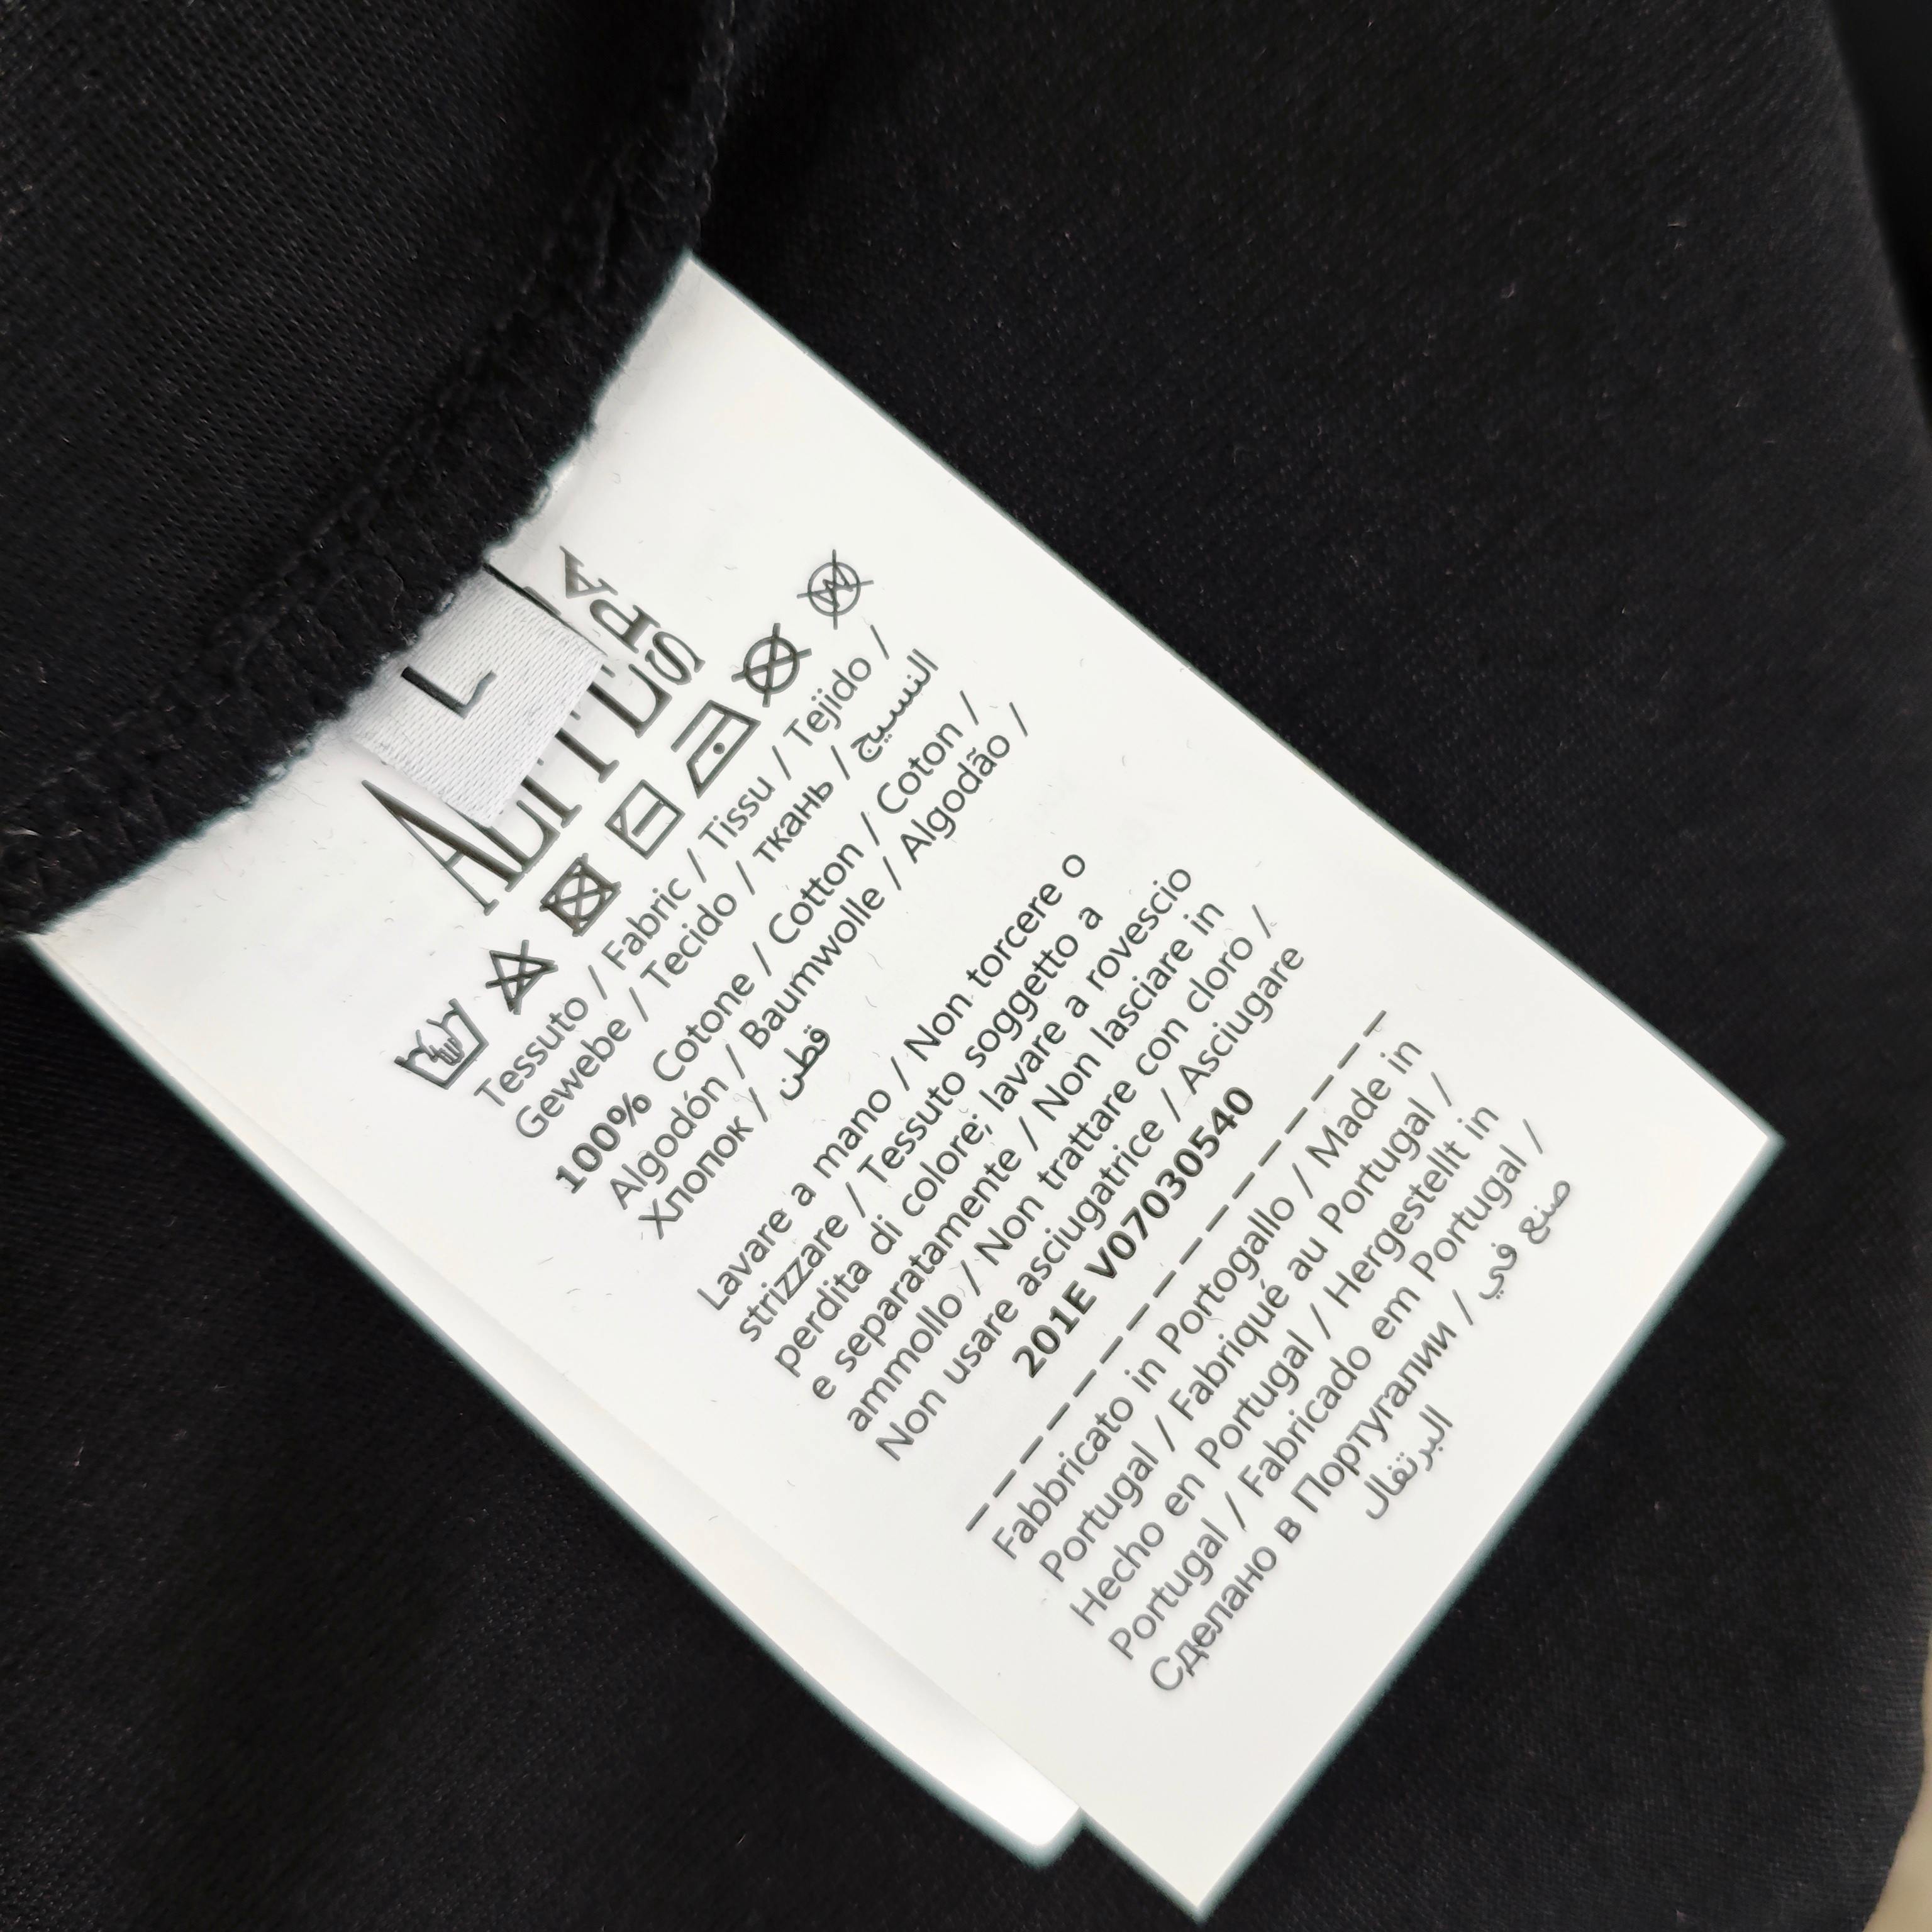 L
SPA
Tessuto / Fabric / Tissu / Tejido /
Gewebe / Tecido / ткань / النسيج
100% Cotone / Cotton / Coton /
Algodón / Baumwolle / Algodão /
Хлопок / قطن
Lavare a mano / Non torcere o
strizzare / Tessuto soggetto a
perdita di colore; lavare a rovescio
e separatamente / Non lasciare in
ammollo / Non trattare con cloro /
Non usare asciugatrice / Asciugare
201E V07030540
Fabbricato in Portogallo / Made in
Portugal / Fabriqué au Portugal /
Hecho en Portugal / Hergestellt in
Portugal / Fabricado em Portugal /
Сделано в Португалии / صنع في
البرتغال